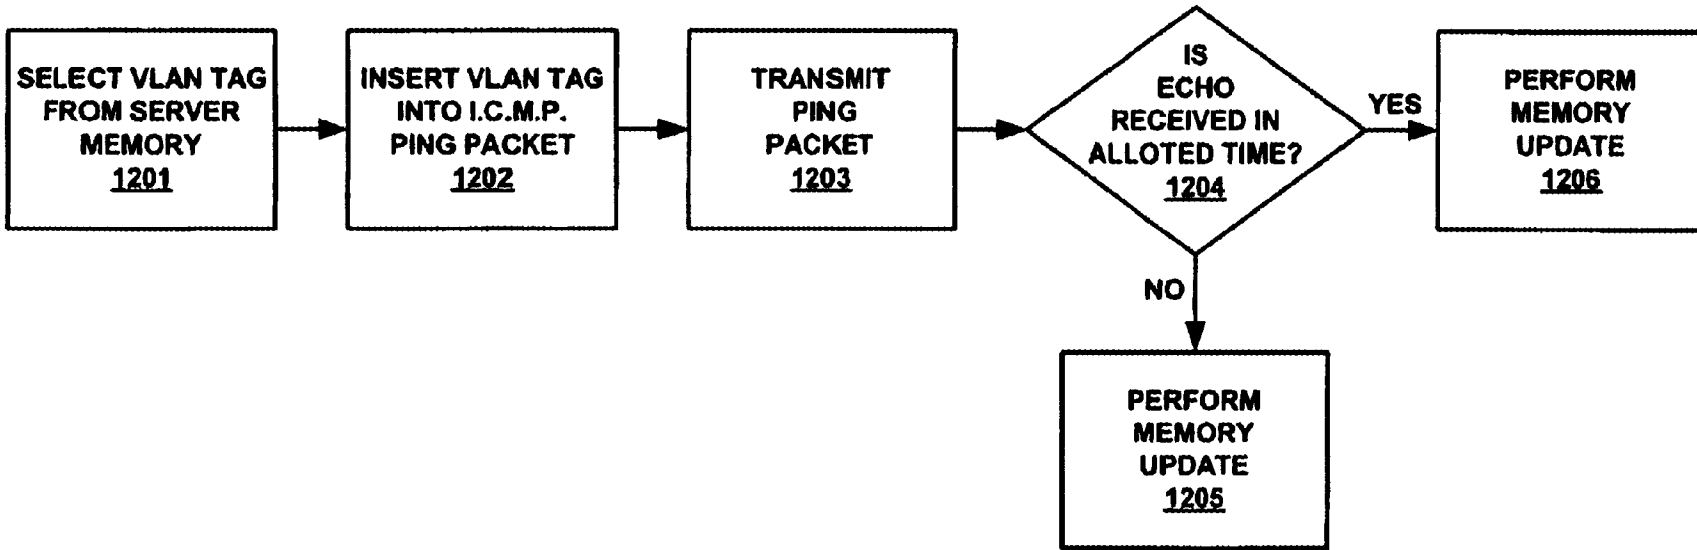 SELECT VLAN TAG
FROM SERVER
MEMORY
1201
INSERT VLAN TAG
INTO I.C.M.P.
PING PACKET
1202
TRANSMIT
PING
PACKET
1203
IS
ECHO
RECEIVED IN
ALLOTED TIME?
1204
YES
PERFORM
MEMORY
UPDATE
1206
NO
PERFORM
MEMORY
UPDATE
1205